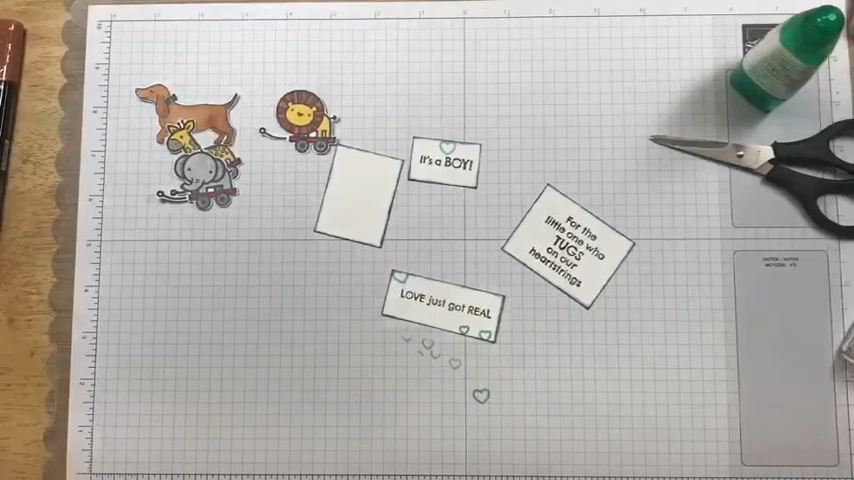 It's a BOY!
For the
little one who
TUGS
on our
heartstrings
LOVE just got REAL